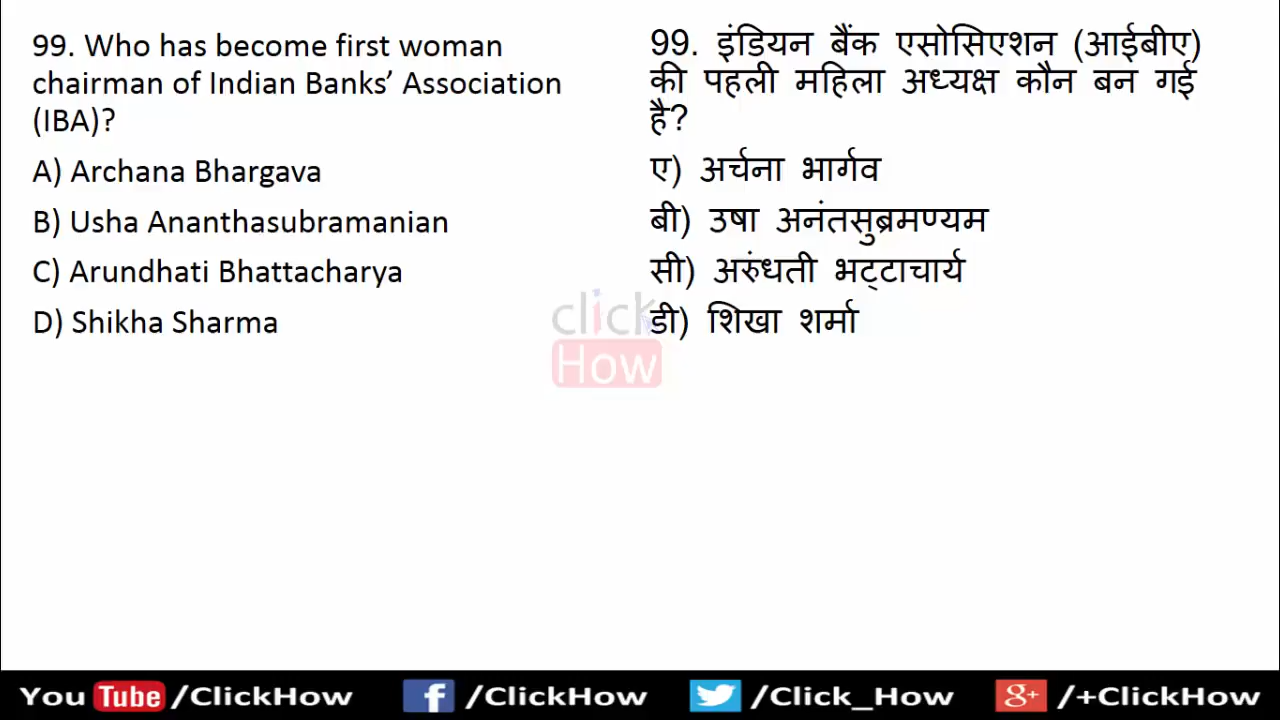 99. Who has become first woman
chairman of Indian Banks’ Association
(IBA)?
A) Archana Bhargava
B) Usha Ananthasubramanian
C) Arundhati Bhattacharya
D) Shikha Sharma
99. इंडियन बैंक एसोसिएशन (आईबीए)
की पहली महिला अध्यक्ष कौन बन गई
है?
ए) अर्चना भार्गव
बी) उषा अनंतसुब्रमण्यम
सी) अरुंधती भट्टाचार्य
डी) शिखा शर्मा
click
How
You Tube /ClickHow f /ClickHow /Click_How g+ /+ClickHow